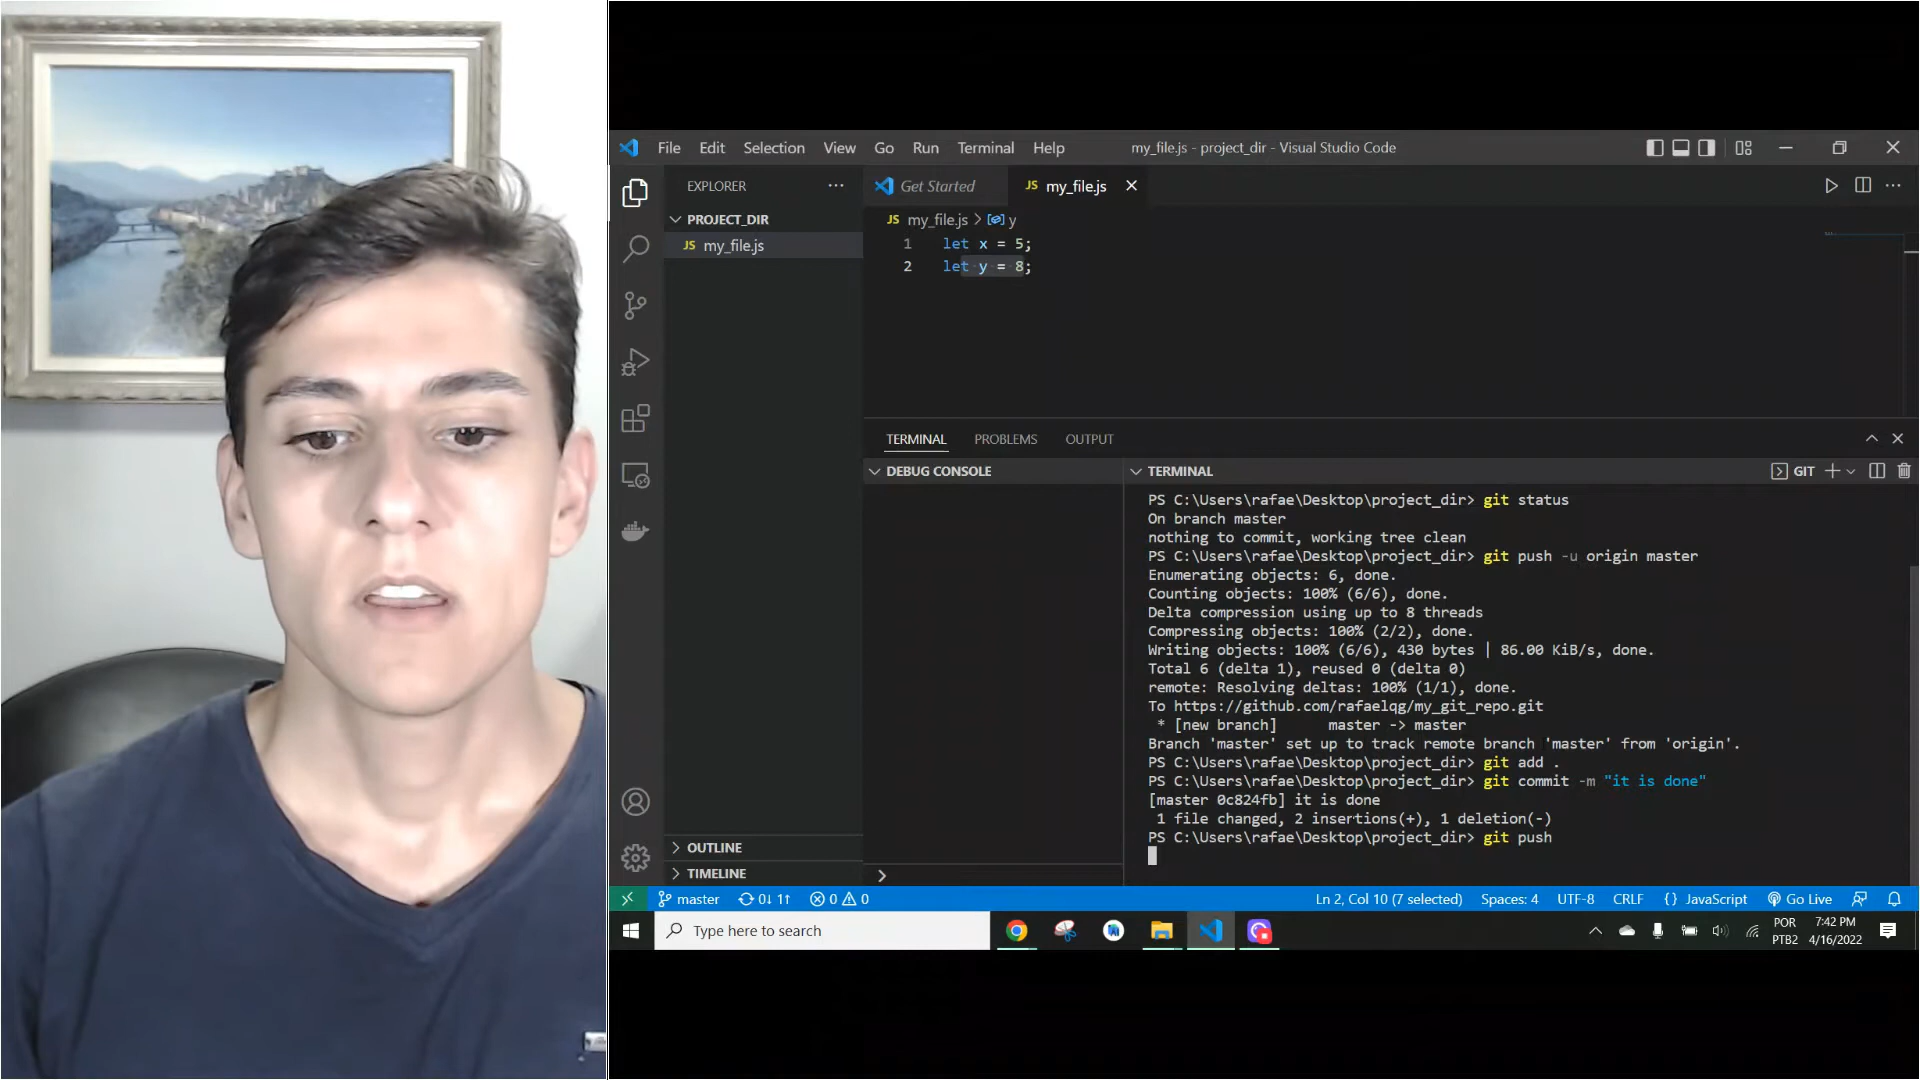 File Edit Selection View Go Run Terminal Help
my_file.js - project_dir - Visual Studio Code
EXPLORER
PROJECT_DIR
JS my_file.js
OUTLINE
TIMELINE
Get Started
JS my_file.js
JS my_file.js > y
1 let x = 5;
2 let y = 8;
TERMINAL PROBLEMS OUTPUT
DEBUG CONSOLE
TERMINAL
GIT
PS C:\Users\rafae\Desktop\project_dir> git status
On branch master
nothing to commit, working tree clean
PS C:\Users\rafae\Desktop\project_dir> git push -u origin master
Enumerating objects: 6, done.
Counting objects: 100% (6/6), done.
Delta compression using up to 8 threads
Compressing objects: 100% (2/2), done.
Writing objects: 100% (6/6), 430 bytes | 86.00 KiB/s, done.
Total 6 (delta 1), reused 0 (delta 0)
remote: Resolving deltas: 100% (1/1), done.
To https://github.com/rafaelqg/my_git_repo.git
* [new branch] master -> master
Branch 'master' set up to track remote branch 'master' from 'origin'.
PS C:\Users\rafae\Desktop\project_dir> git add .
PS C:\Users\rafae\Desktop\project_dir> git commit -m "it is done"
[master 0c824fb] it is done
1 file changed, 2 insertions(+), 1 deletion(-)
PS C:\Users\rafae\Desktop\project_dir> git push
master 0↓ 1↑ 0 0
Ln 2, Col 10 (7 selected) Spaces: 4 UTF-8 CRLF {} JavaScript Go Live
Type here to search
POR
PTB2
7:42 PM
4/16/2022